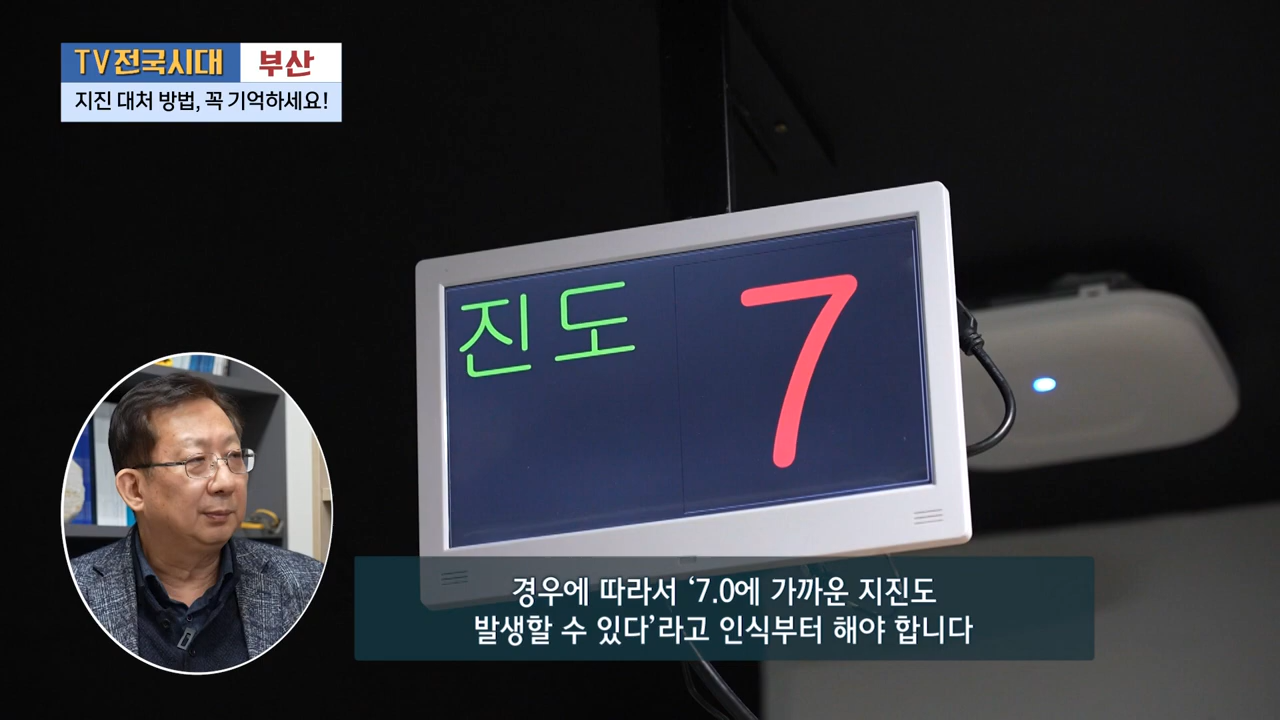 TV전국시대 부산
지진 대처 방법, 꼭 기억하세요!
진도 7
경우에 따라서 ‘7.0에 가까운 지진도
발생할 수 있다’라고 인식부터 해야 합니다